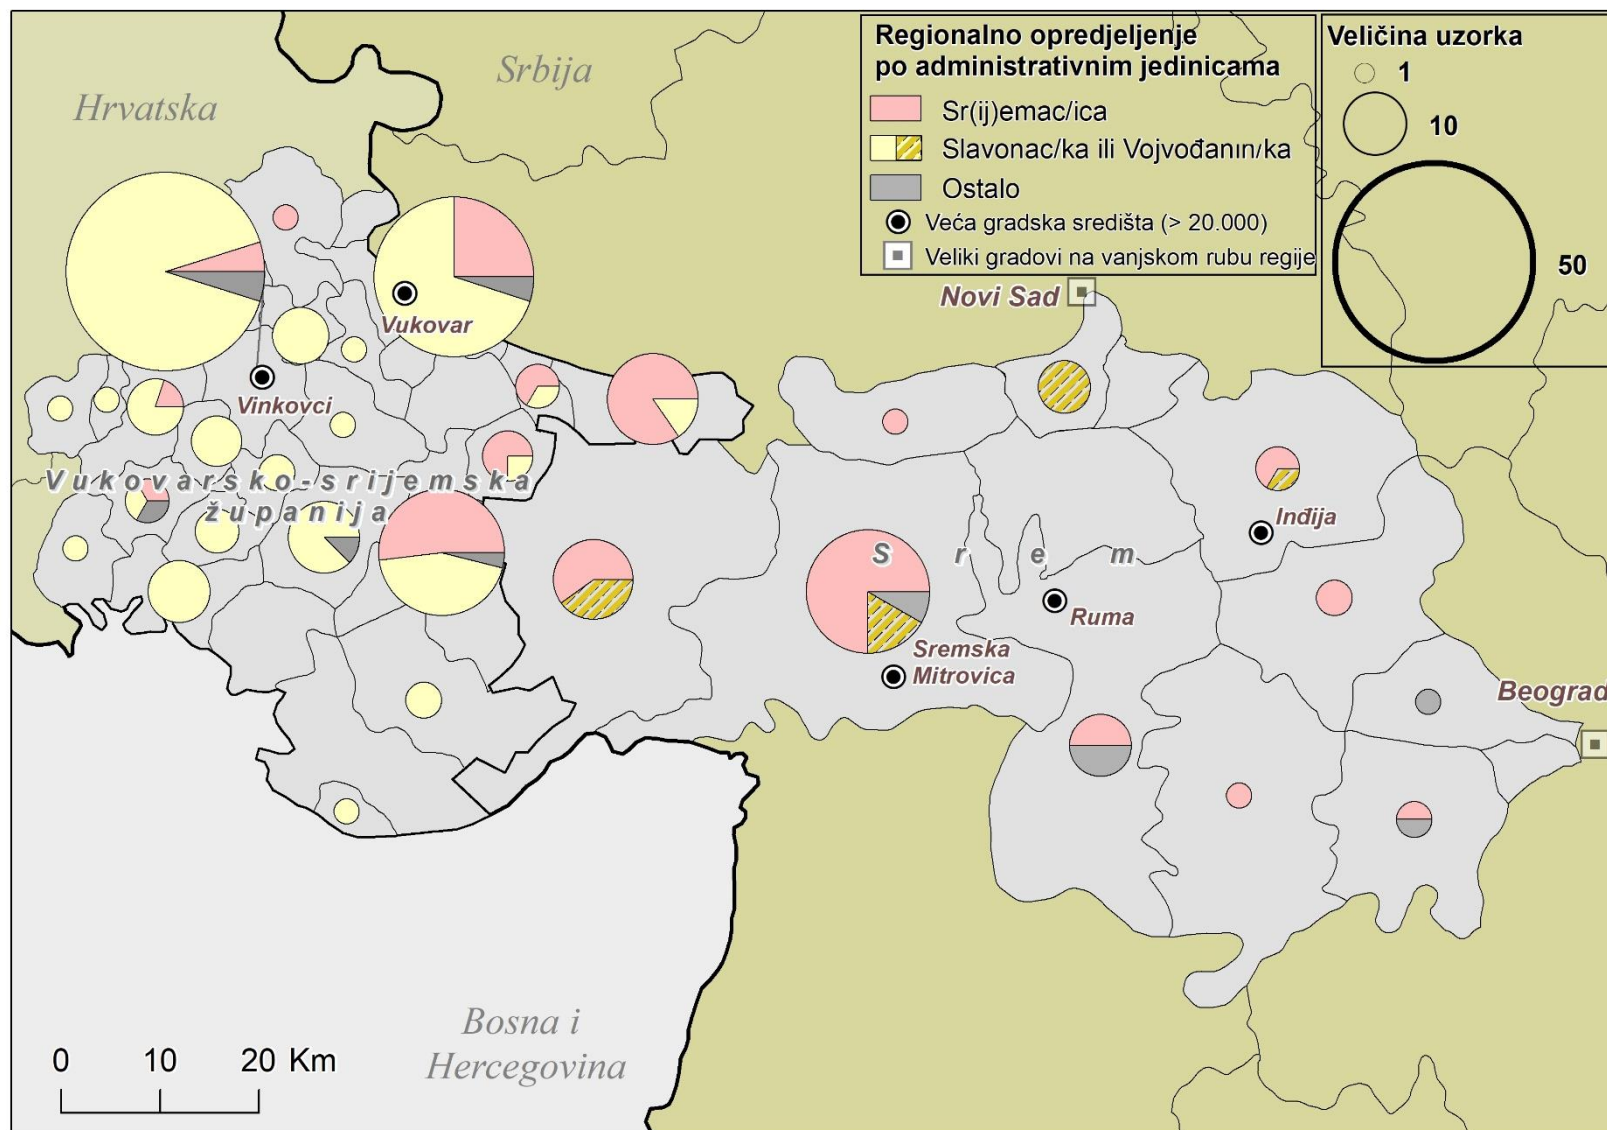 Regionalno opredjeljenje
po administrativnim jedinicama
Sr(ij)emac/ica
Slavonac/ka ili Vojvođanin/ka
Ostalo
Veća gradska središta (> 20.000)
Veliki gradovi na vanjskom rubu regije
Veličina uzorka
1
10
50
Srbija
Hrvatska
Novi Sad
Vukovar
Vinkovci
Vukovarsko-srijemska
županija
Inđija
Srem
Ruma
Sremska
Mitrovica
Beograd
Bosna i
Hercegovina
0 10 20 Km